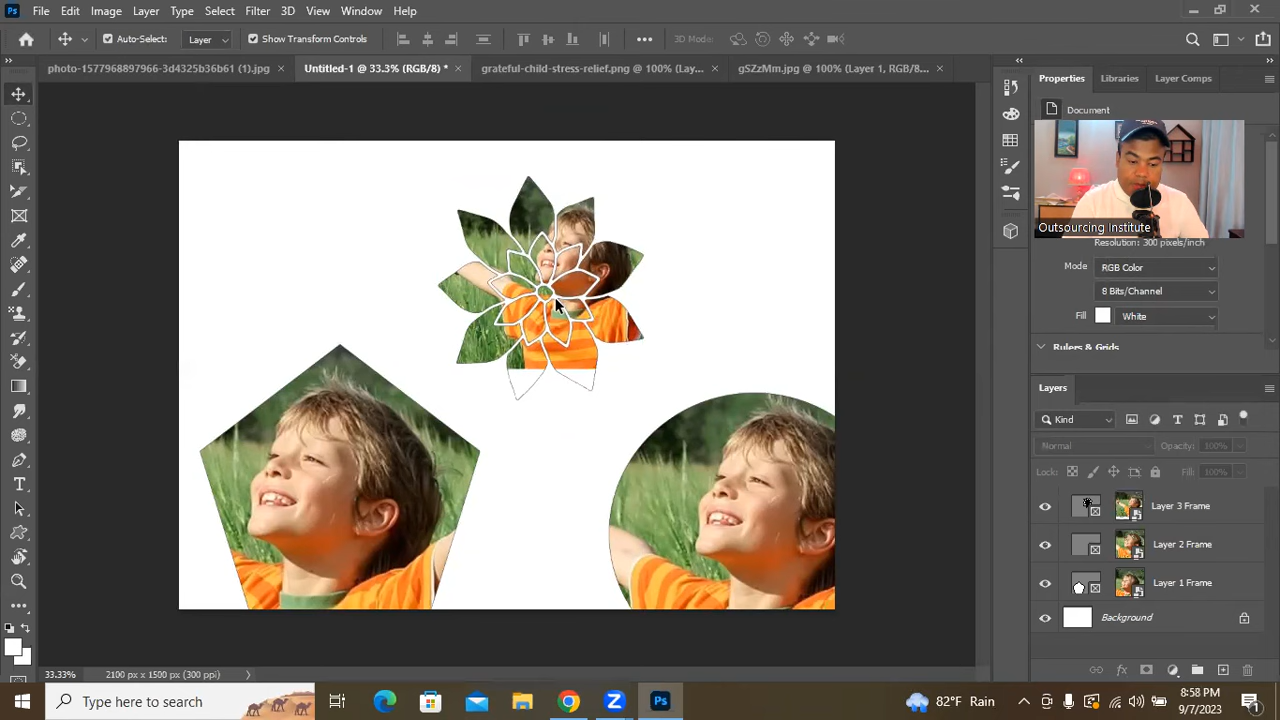 Ps File Edit Image Layer Type Select Filter 3D View Window Help
Auto-Select: Layer Show Transform Controls ••• 3D Model
photo-1577968897966-3d4325b36b61 (1).jpg × Untitled-1 @ 33.3% (RGB/8) * × grateful-child-stress-relief.png @ 100% (Lay... × gSZzMm.jpg @ 100% (Layer 1, RGB/8... ×
Properties Libraries Layer Comps
Document
Outsourcing Institute
Resolution: 300 pixels/inch
Mode RGB Color
8 Bits/Channel
Fill White
Rulers & Grids
Layers
Kind
Normal Opacity: 100%
Lock: Fill: 100%
Layer 3 Frame
Layer 2 Frame
Layer 1 Frame
Background
33.33% 2100 px x 1500 px (300 ppi)
Type here to search
Ps
82°F Rain
8:58 PM
9/7/2023
1